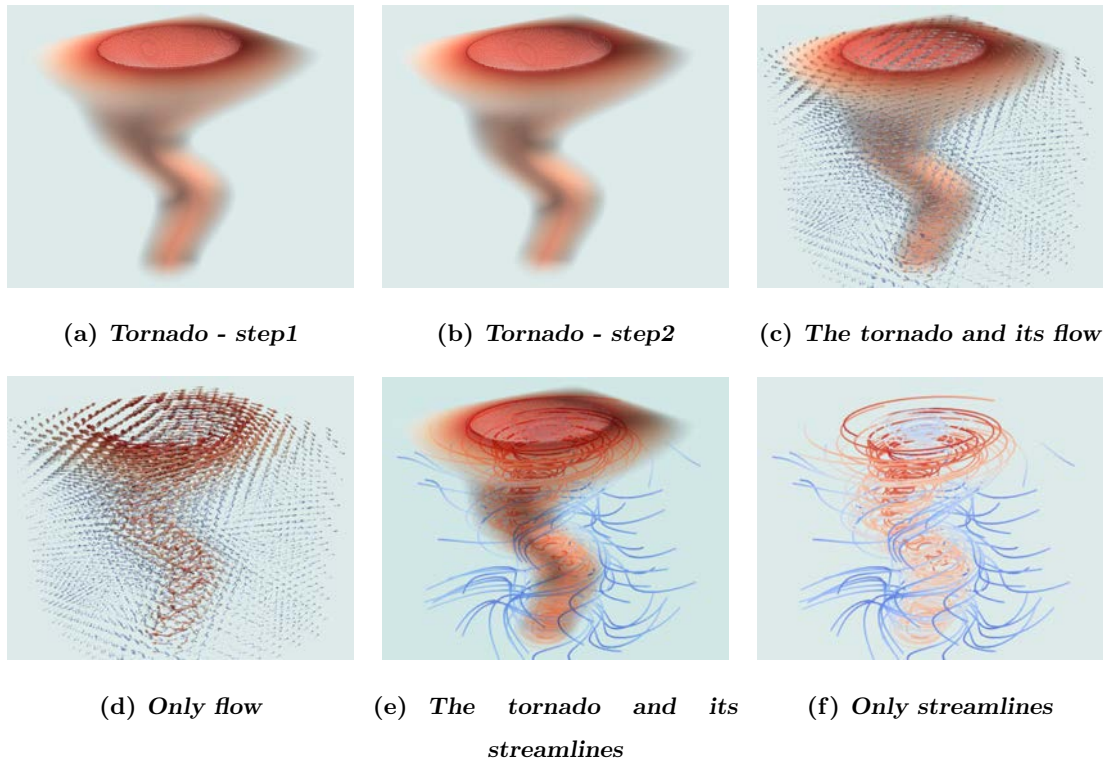 (a) Tornado - step1
(b) Tornado - step2
(c) The tornado and its flow
(d) Only flow
(e) The tornado and its
streamlines
(f) Only streamlines